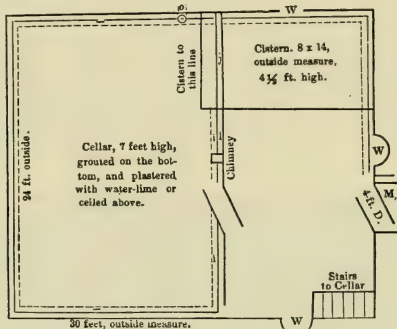 W
p.
Cistern to
this line
Cistern. 8 x 14,
outside measure,
4½ ft. high.
Cellar, 7 feet high,
grouted on the bot-
tom, and plastered
with water-lime or
ceiled above.
24 ft. outside.
Chimney
W
M,
4-ft. D.
Stairs
to Cellar
30 feet, outside measure.
W